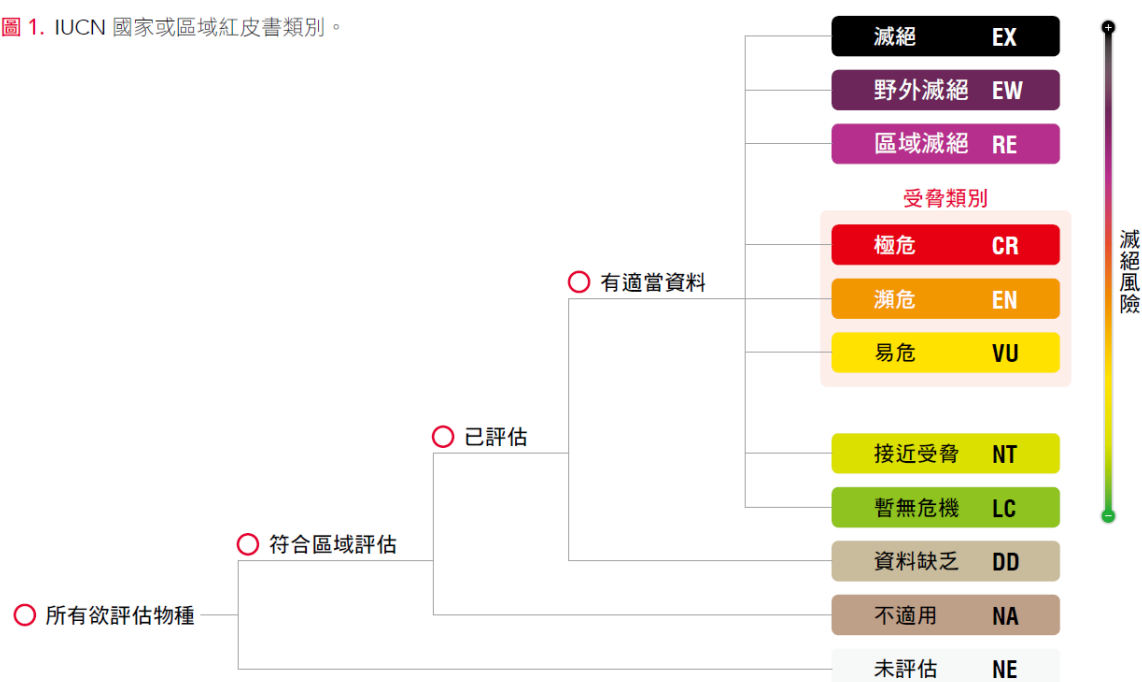 圖 1. IUCN 國家或區域紅皮書類別。
滅絕 EX
野外滅絕 EW
區域滅絕 RE
受脅類別
極危 CR
瀕危 EN
易危 VU
接近受脅 NT
暫無危機 LC
資料缺乏 DD
不適用 NA
未評估 NE
有適當資料
已評估
符合區域評估
所有欲評估物種
+
滅絕風險
−